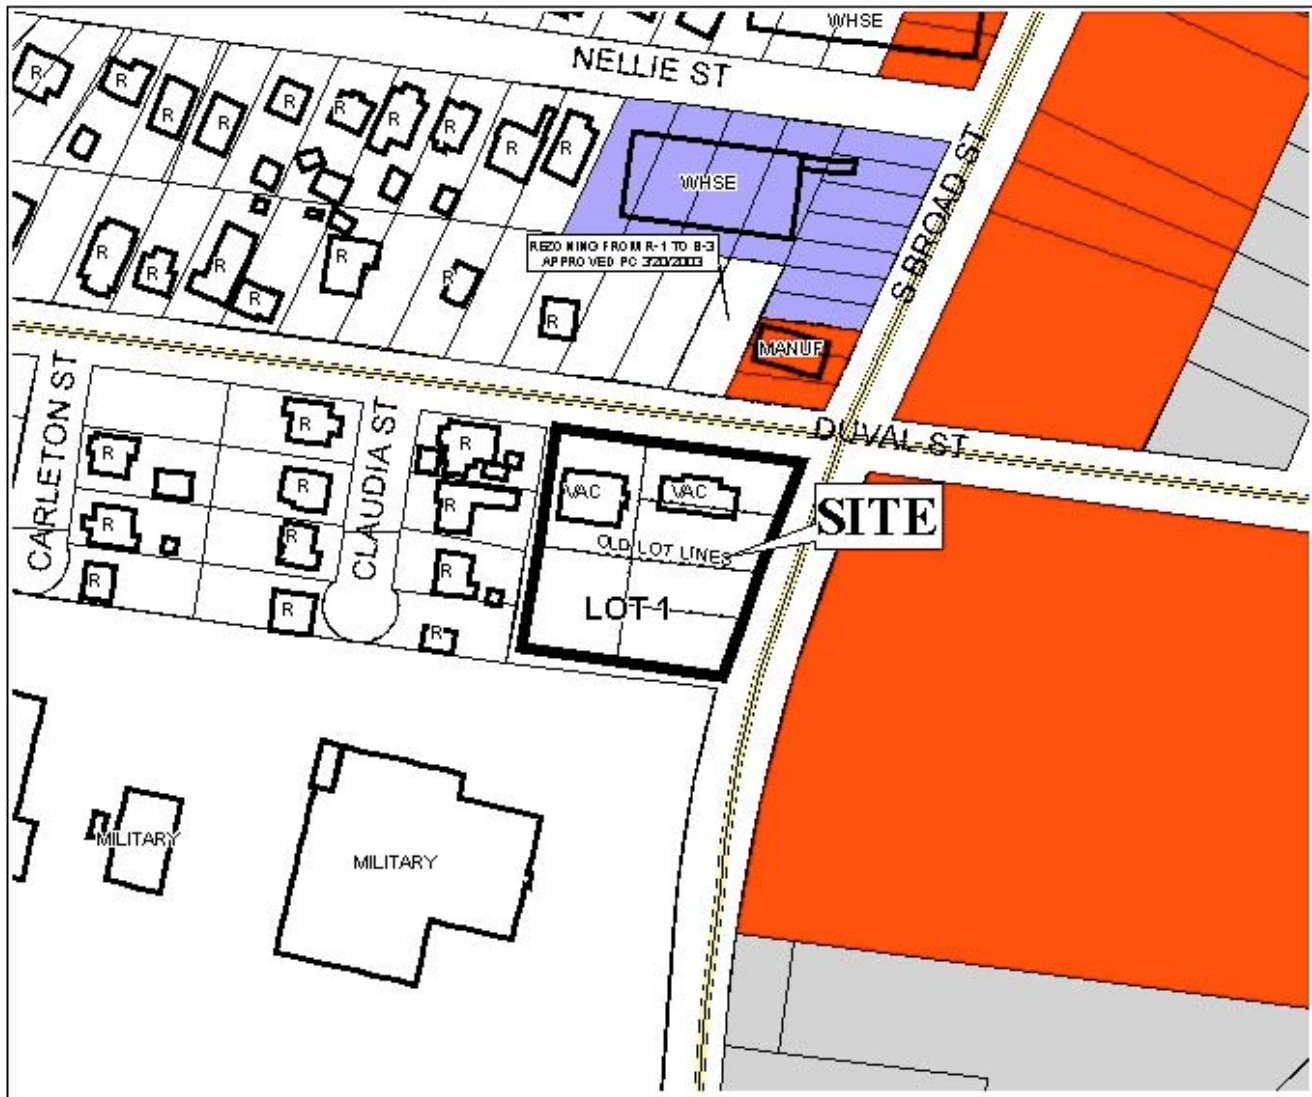 WHSE
NELLIE ST
R
R
R
R
R
R
R
R
R
R
WHSE
S BROAD ST
REZONING FROM R-1 TO B-3
APPROVED PC 3/20/2003
R
R
R
R
R
R
R
MANUF
DUVAL ST
CARLETON ST
CLAUDIA ST
R
R
R
R
R
R
R
R
R
R
R
VAC
VAC
SITE
OLD LOT LINES
LOT 1
MILITARY
MILITARY